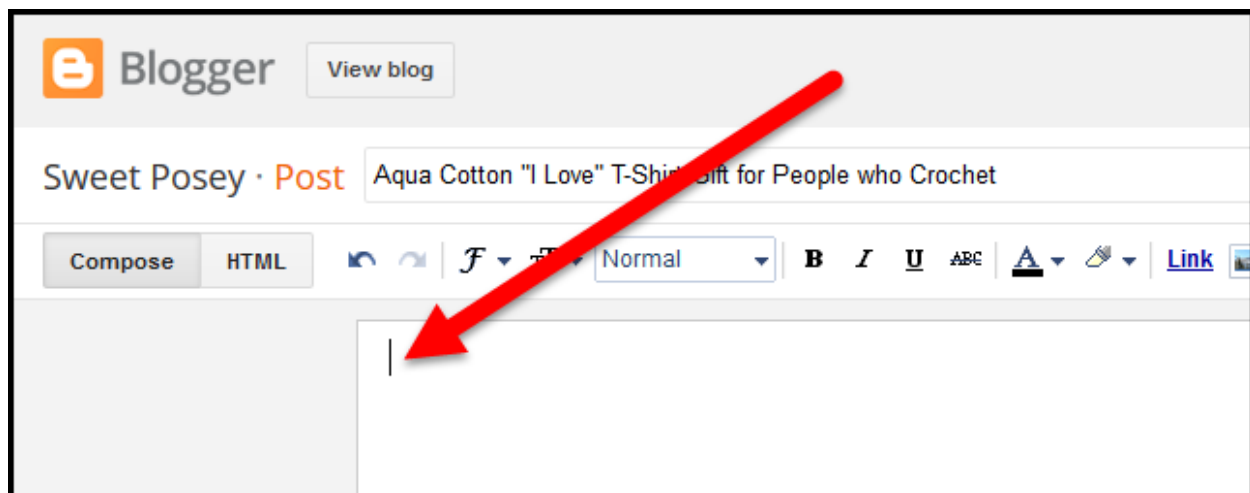 Blogger View blog
Sweet Posey · Post Aqua Cotton "I Love" T-Shirt Gift for People who Crochet
Compose HTML F T Normal B I U ABC A Link